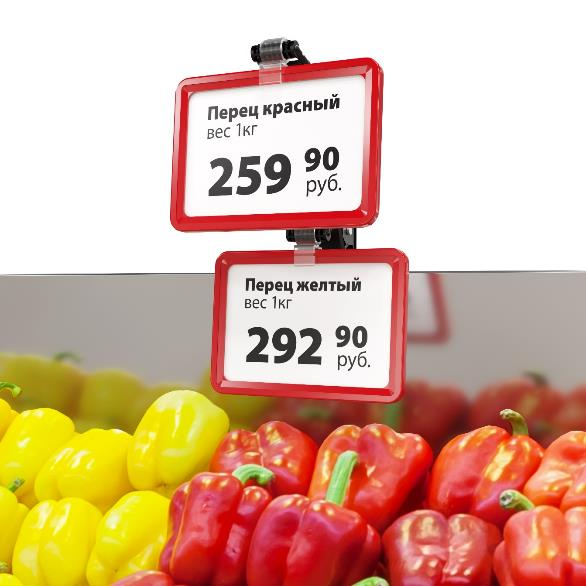 Перец красный
вес 1кг
259 90
руб.
Перец желтый
вес 1кг
292 90
руб.